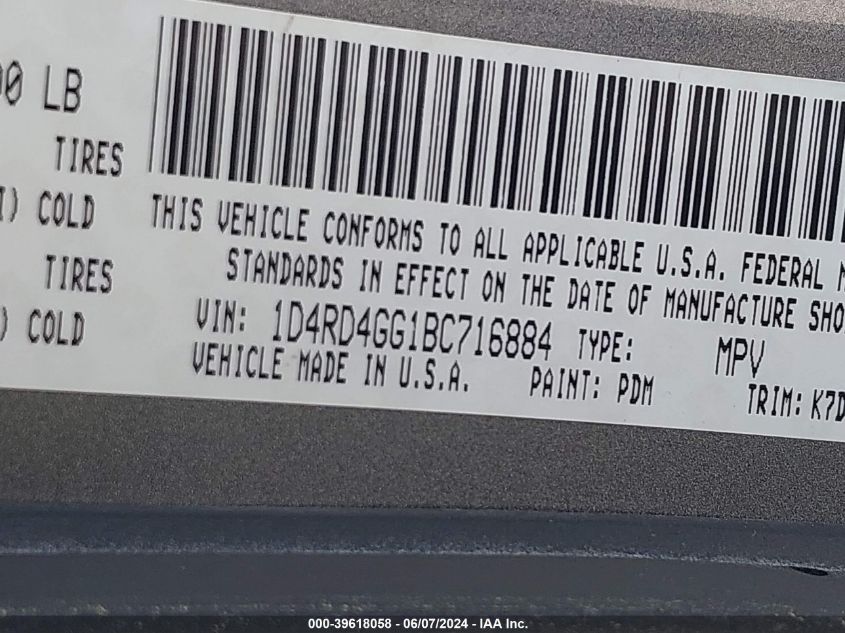 00 LB
TIRES
COLD
TIRES
COLD
THIS VEHICLE CONFORMS TO ALL APPLICABLE U.S.A. FEDERAL
STANDARDS IN EFFECT ON THE DATE OF MANUFACTURE
VIN: 1D4RD4GG1BC716884 TYPE: MPV
VEHICLE MADE IN U.S.A. PAINT: PDM TRIM: K7D
000-39618058 - 06/07/2024 - IAA Inc.